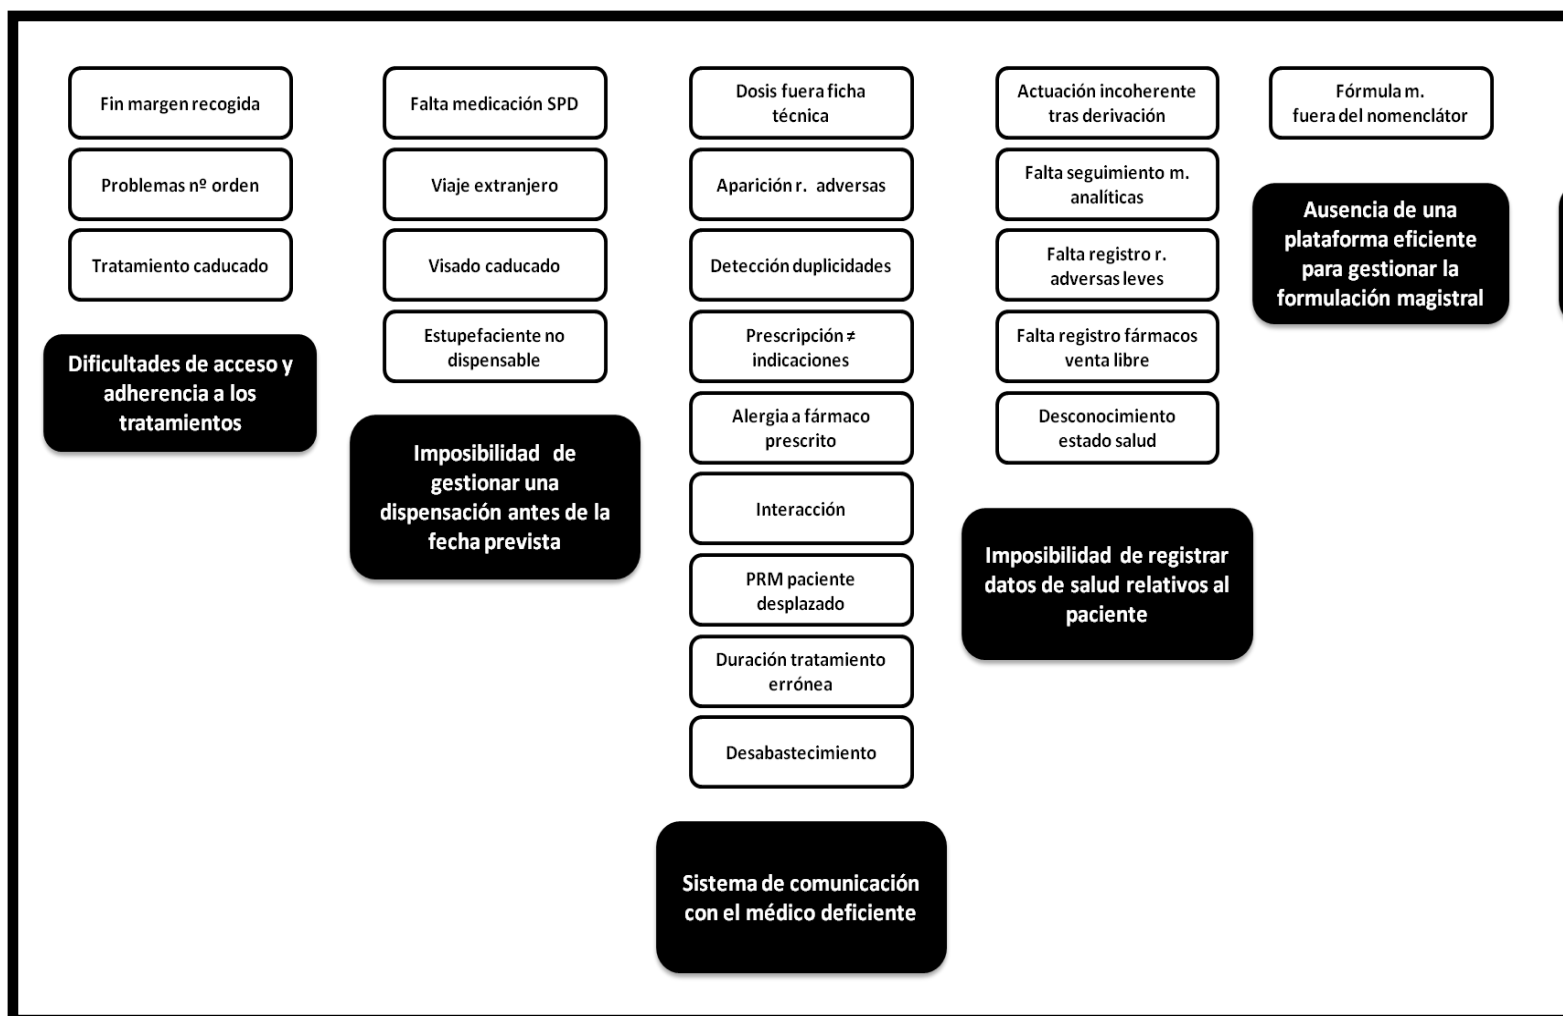 Fin margen recogida
Problemas nº orden
Tratamiento caducado
Dificultades de acceso y
adherencia a los
tratamientos
Falta medicación SPD
Viaje extranjero
Visado caducado
Estupefaciente no
dispensable
Imposibilidad de
gestionar una
dispensación antes de la
fecha prevista
Dosis fuera ficha
técnica
Aparición r. adversas
Detección duplicidades
Prescripción ≠
indicaciones
Alergia a fármaco
prescrito
Interacción
PRM paciente
desplazado
Duración tratamiento
errónea
Desabastecimiento
Sistema de comunicación
con el médico deficiente
Actuación incoherente
tras derivación
Falta seguimiento m.
analíticas
Falta registro r.
adversas leves
Falta registro fármacos
venta libre
Desconocimiento
estado salud
Imposibilidad de registrar
datos de salud relativos al
paciente
Fórmula m.
fuera del nomenclátor
Ausencia de una
plataforma eficiente
para gestionar la
formulación magistral